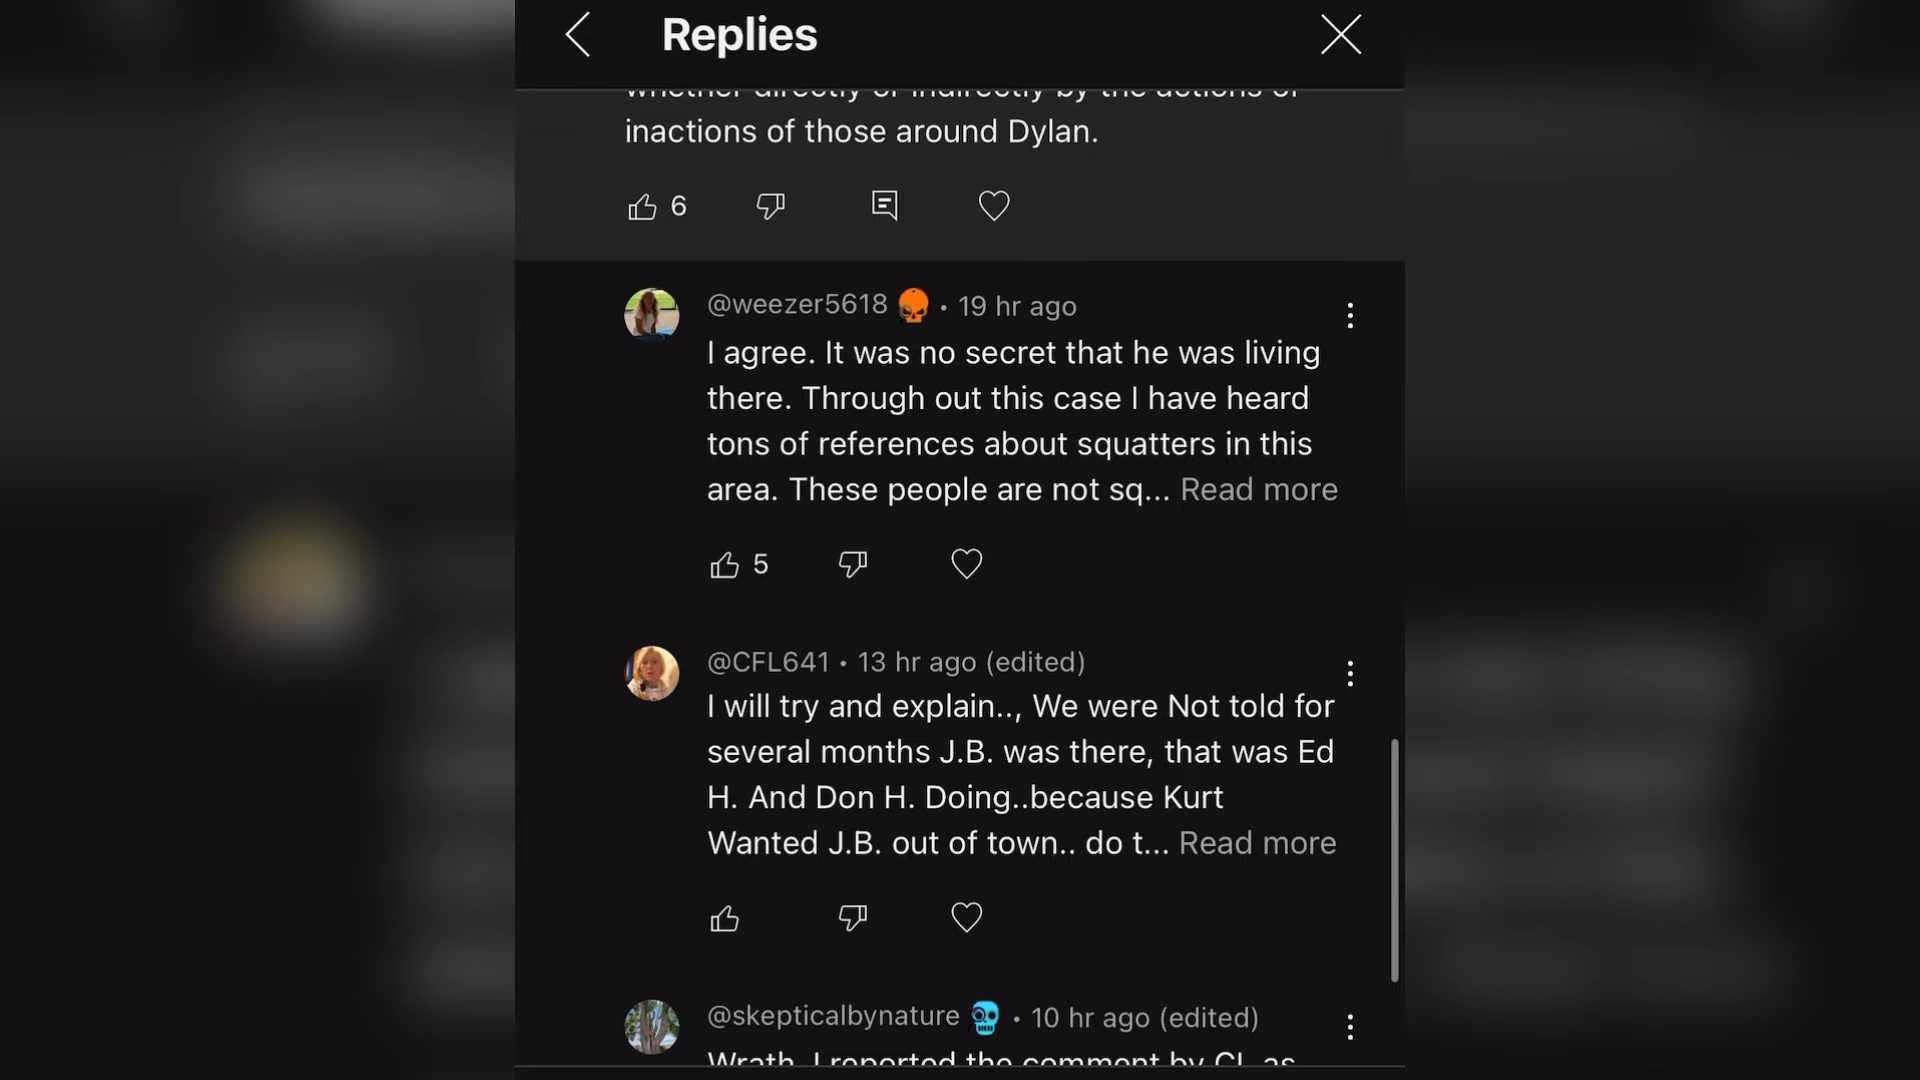 Replies
whether directly or indirectly by the actions or
inactions of those around Dylan.
6
@weezer5618 • 19 hr ago
I agree. It was no secret that he was living
there. Through out this case I have heard
tons of references about squatters in this
area. These people are not sq... Read more
5
@CFL641 • 13 hr ago (edited)
I will try and explain.., We were Not told for
several months J.B. was there, that was Ed
H. And Don H. Doing..because Kurt
Wanted J.B. out of town.. do t... Read more
@skepticalbynature • 10 hr ago (edited)
Wrath, I reported the comment by CL as